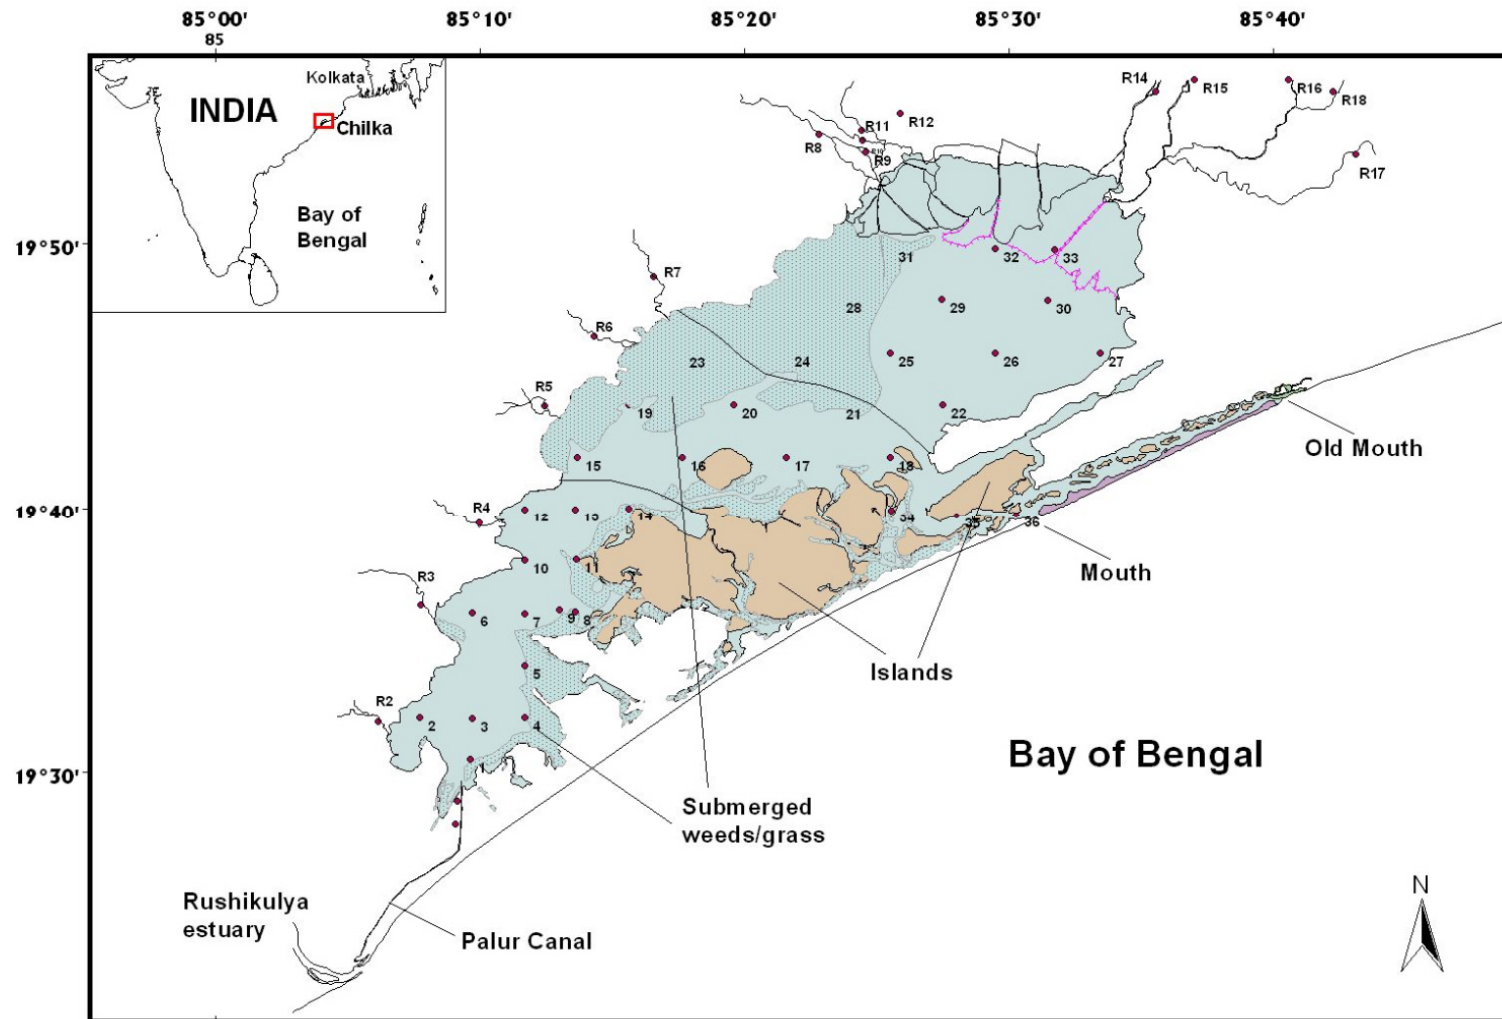 85°00'
85°10'
85°20'
85°30'
85°40'
85
Kolkata
INDIA
Chilka
Bay of
Bengal
R14
R15
R16
R18
R11
R12
R8
R10
R9
R17
19°50'
31
32
33
R7
28
29
30
R6
23
24
25
26
27
R5
19
20
21
22
Old Mouth
15
16
17
18
19°40'
R4
12
13
14
34
35
36
10
11
Mouth
R3
6
7
9
8
5
Islands
R2
2
3
4
Bay of Bengal
19°30'
Submerged
weeds/grass
N
Rushikulya
estuary
Palur Canal